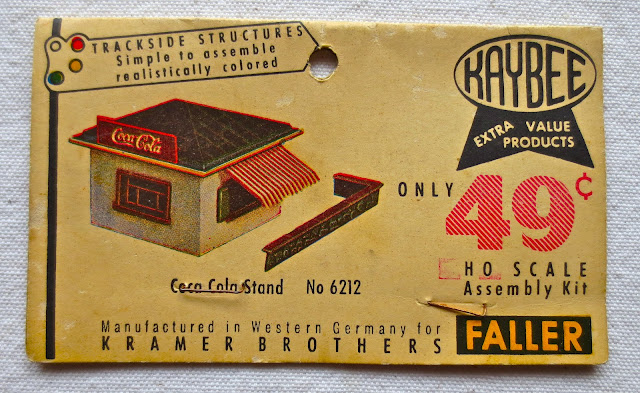 TRACKSIDE STRUCTURES
Simple to assemble
realistically colored
KAYBEE
EXTRA VALUE
PRODUCTS
Coca-Cola
ONLY 49¢
HO SCALE
Assembly Kit
Coca Cola Stand No 6212
Manufactured in Western Germany for
KRAMER BROTHERS
FALLER